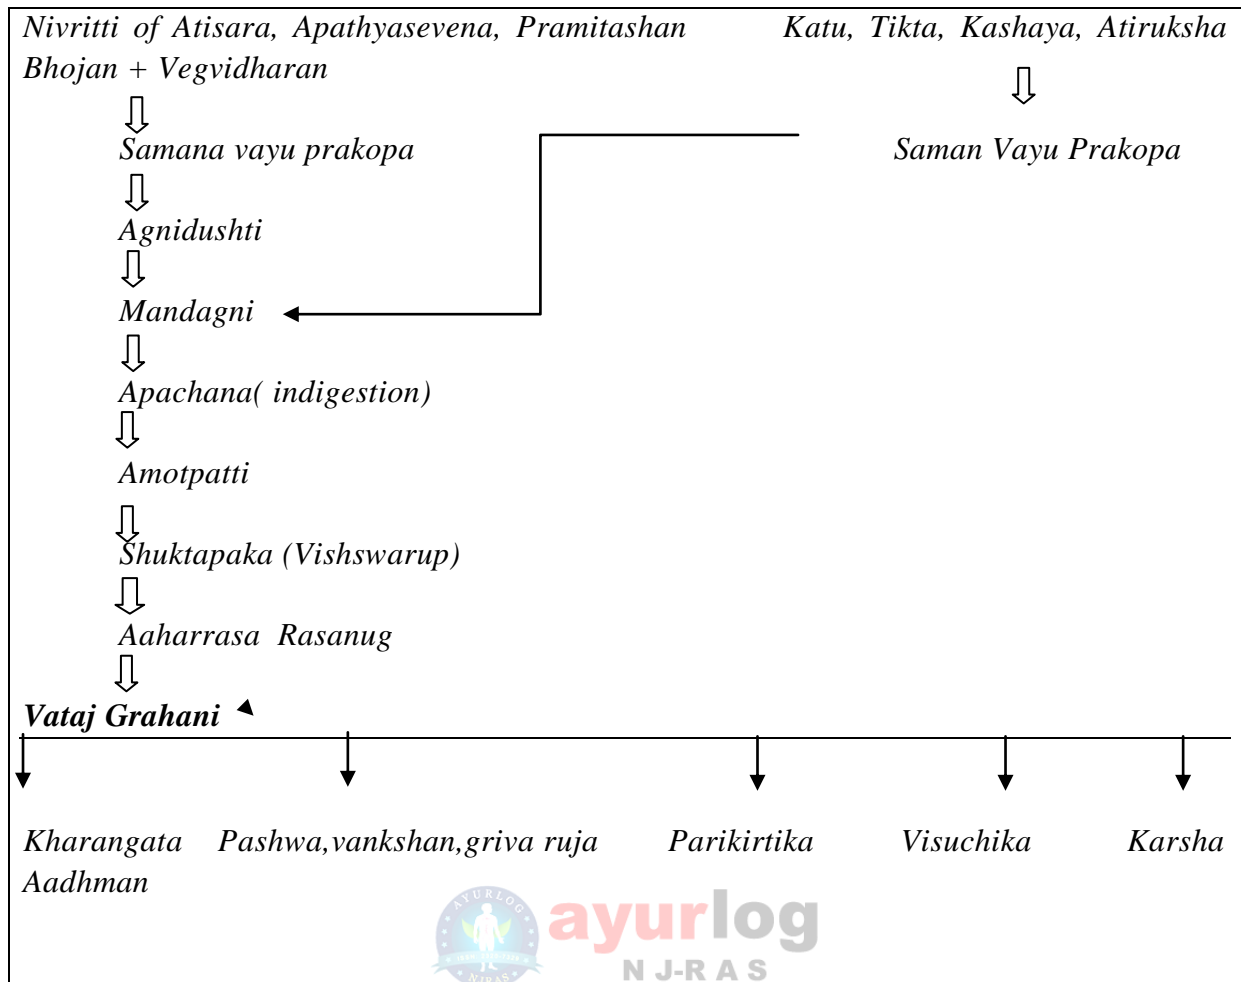 Nivritti of Atisara, Apathyasevena, Pramitashan
Bhojan + Vegvidharan
Katu, Tikta, Kashaya, Atiruksha
Samana vayu prakopa
Saman Vayu Prakopa
Agnidushti
Mandagni
Apachana( indigestion)
Amotpatti
Shuktapaka (Vishswarup)
Aaharrasa Rasanug
Vataj Grahani
Kharangata
Aadhman
Pashwa,vankshan,griva ruja
Parikirtika
Visuchika
Karsha
AYURLOG
ayurlog
N J-R A S
NJRAS